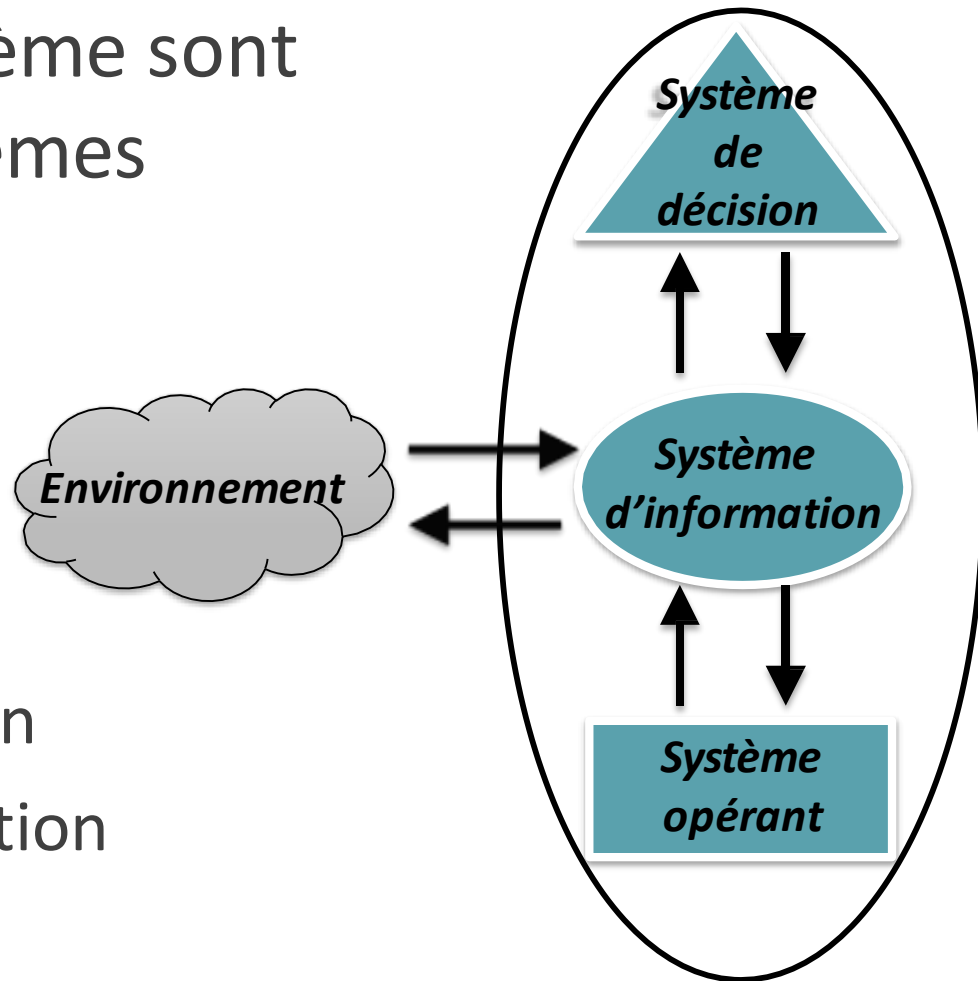 ème sont
èmes
Système
de
décision
Environnement
Système
d’information
n
tion
Système
opérant